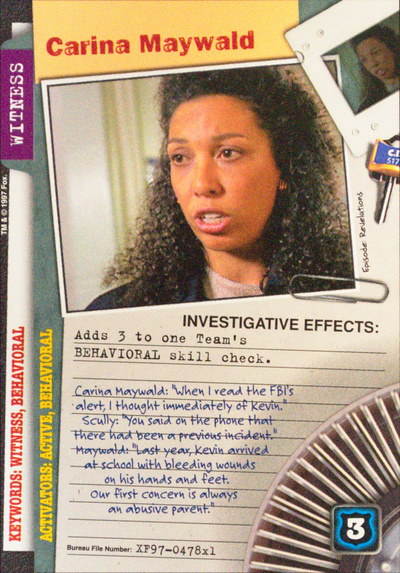 Carina Maywald
WITNESS
TM & © 1997 Fox.
KEYWORDS: WITNESS, BEHAVIORAL
ACTIVATORS: ACTIVE, BEHAVIORAL
Episode: Revelations
INVESTIGATIVE EFFECTS:
Adds 3 to one Team's
BEHAVIORAL skill check.
Carina Maywald: "When I read the FBI's
alert, I thought immediately of Kevin."
Scully: "You said on the phone that
there had been a previous incident."
Maywald: "Last year, Kevin arrived
at school with bleeding wounds
on his hands and feet.
Our first concern is always
an abusive parent."
Bureau File Number: XF97-0478x1
3